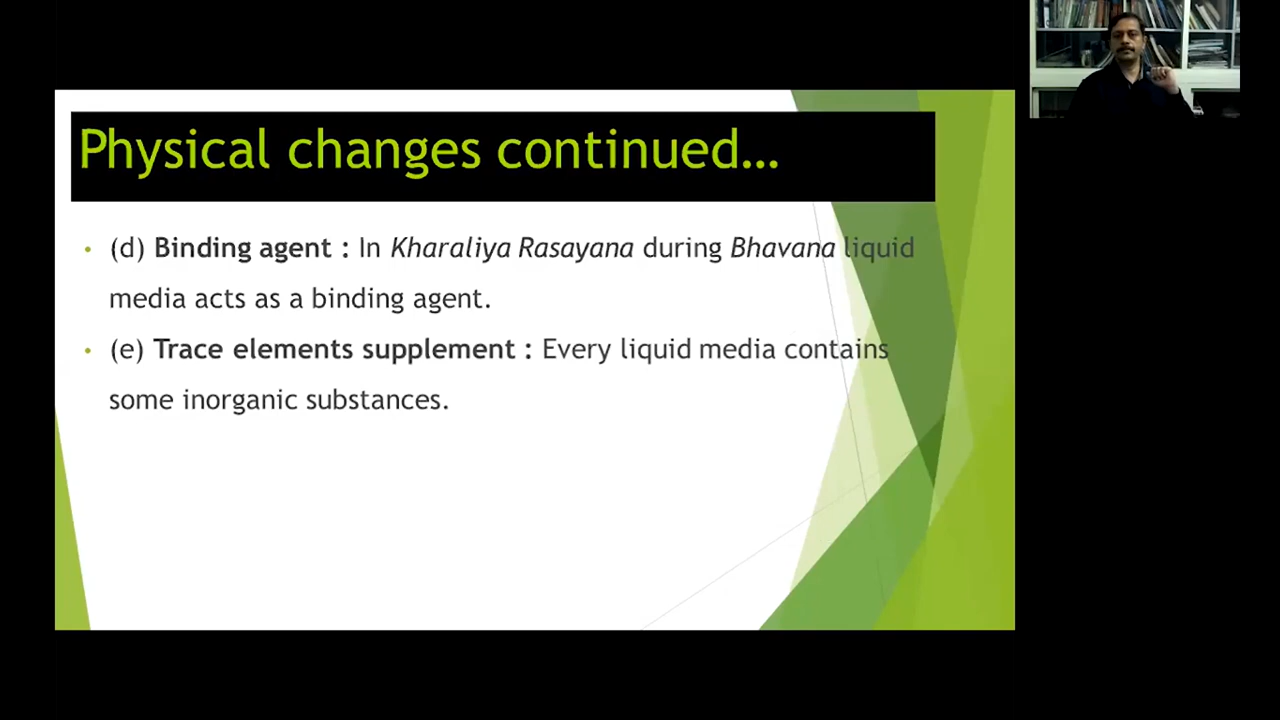 Physical changes continued...
• (d) Binding agent : In Kharaliya Rasayana during Bhavana liquid
media acts as a binding agent.
• (e) Trace elements supplement : Every liquid media contains
some inorganic substances.